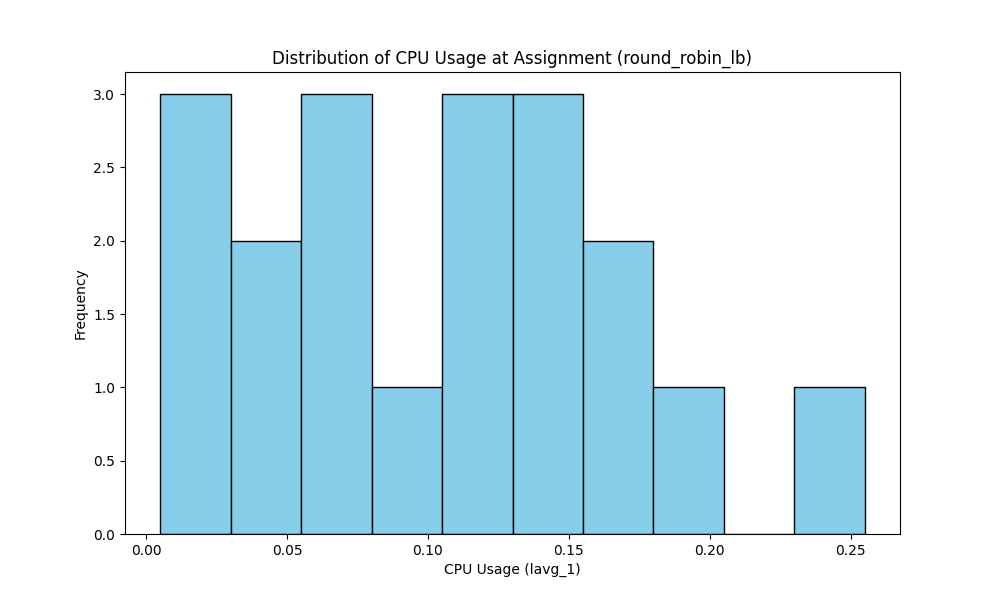 Distribution of CPU Usage at Assignment (round_robin_lb)
3.0
2.5
2.0
1.5
1.0
0.5
0.0
Frequency
0.00 0.05 0.10 0.15 0.20 0.25
CPU Usage (lavg_1)